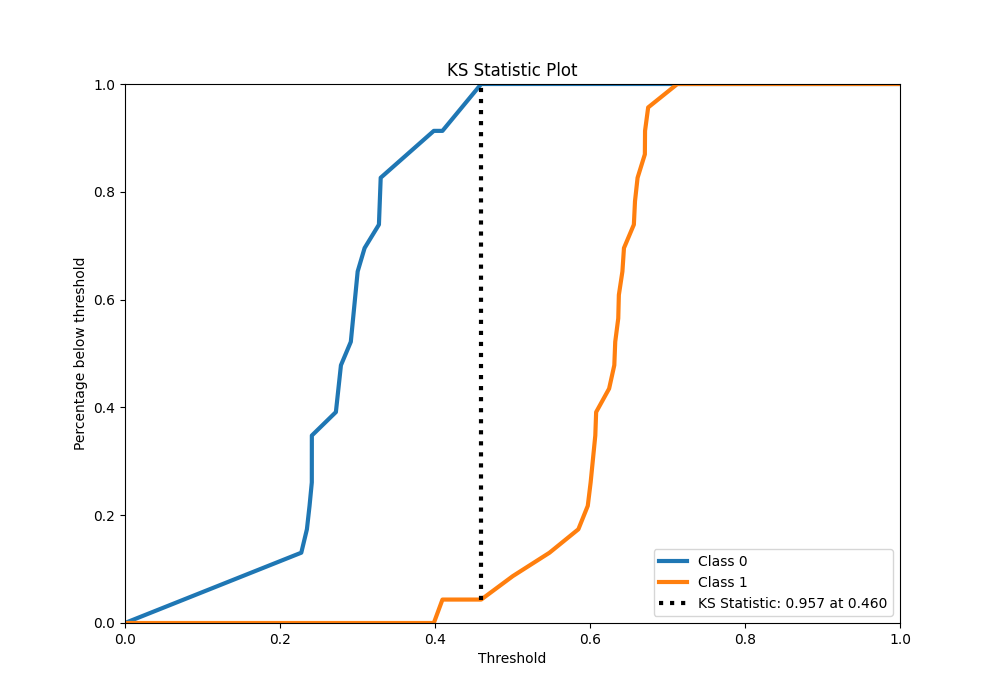 KS Statistic Plot
1.0
0.8
0.6
0.4
0.2
0.0
Percentage below threshold
0.0 0.2 0.4 0.6 0.8 1.0
Threshold
Class 0
Class 1
KS Statistic: 0.957 at 0.460